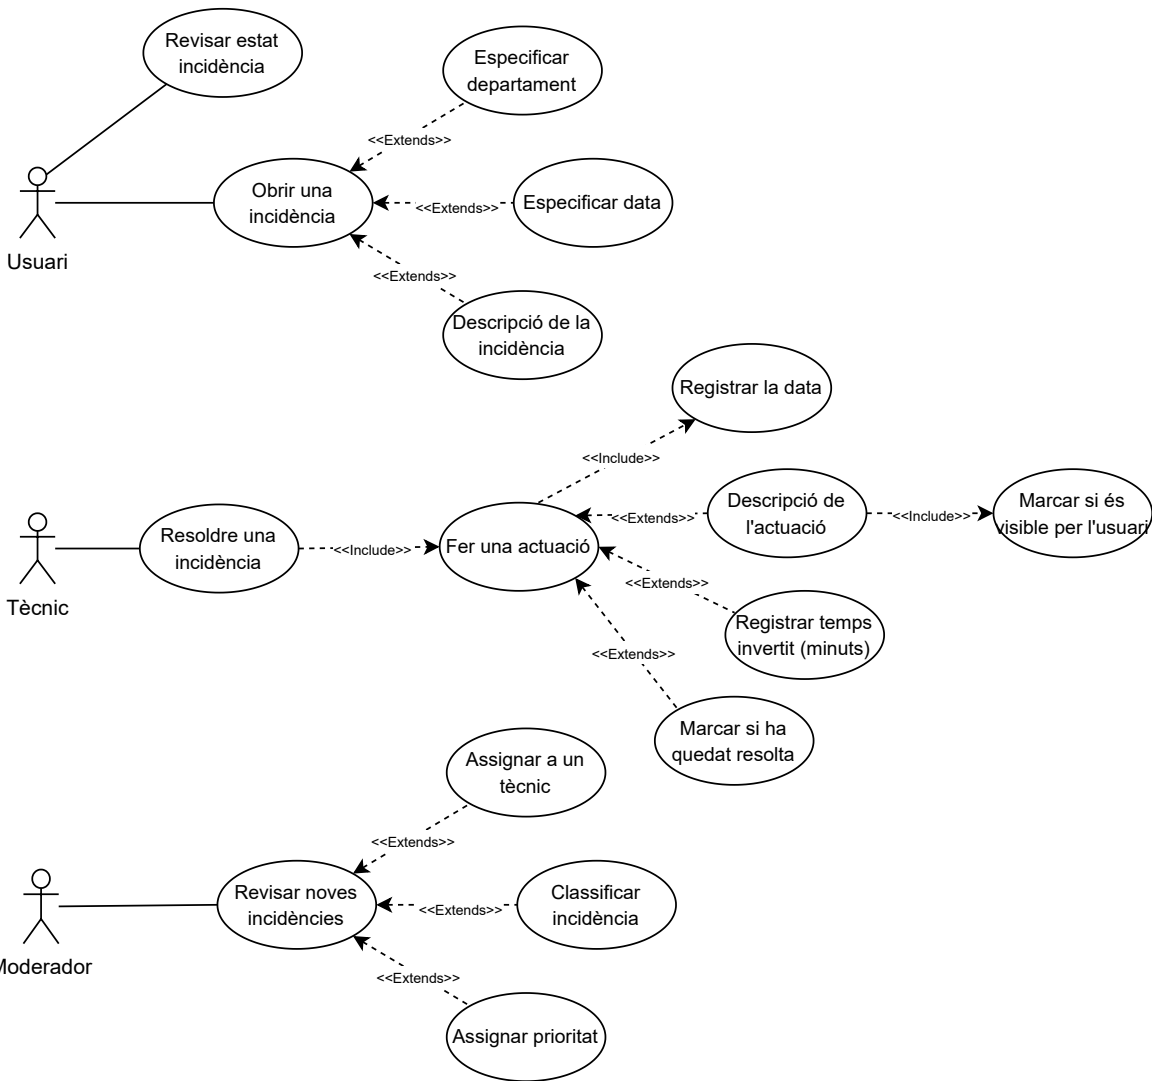 Revisar estat
incidència
Especificar
departament
<<Extends>>
Obrir una
incidència
<<Extends>>
Especificar data
Usuari
<<Extends>>
Descripció de la
incidència
Registrar la data
<<Include>>
Resoldre una
incidència
<<Include>>
Fer una actuació
<<Extends>>
Descripció de
l'actuació
<<Include>>
Marcar si és
visible per l'usuari
Tècnic
<<Extends>>
Registrar temps
invertit (minuts)
<<Extends>>
Marcar si ha
quedat resolta
Assignar a un
tècnic
<<Extends>>
Revisar noves
incidències
<<Extends>>
Classificar
incidència
Moderador
<<Extends>>
Assignar prioritat